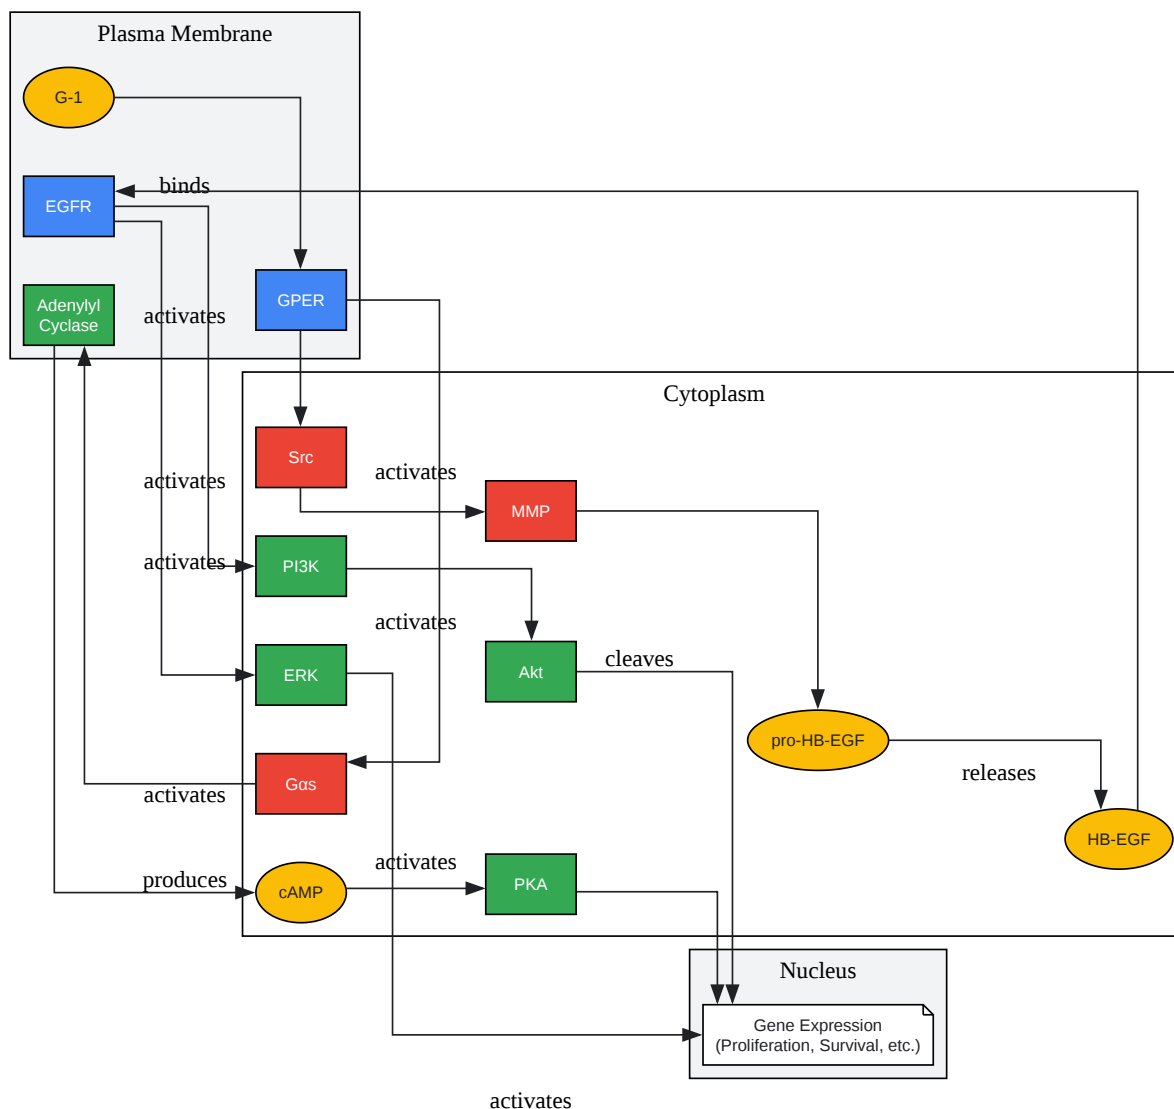 Plasma Membrane
G-1
binds
EGFR
GPER
Adenylyl
Cyclase
activates
Cytoplasm
Src
activates
activates
MMP
activates
PI3K
activates
cleaves
ERK
Akt
pro-HB-EGF
releases
Gαs
activates
HB-EGF
activates
produces
cAMP
PKA
Nucleus
Gene Expression
(Proliferation, Survival, etc.)
activates